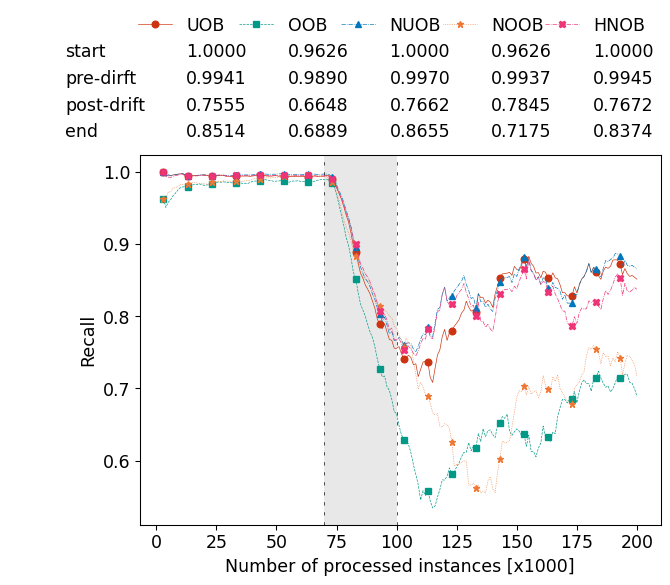 UOB OOB NUOB NOOB HNOB
start 1.0000 0.9626 1.0000 0.9626 1.0000
pre-dirft 0.9941 0.9890 0.9970 0.9937 0.9945
post-drift 0.7555 0.6648 0.7662 0.7845 0.7672
end 0.8514 0.6889 0.8655 0.7175 0.8374
1.0
0.9
0.8
0.7
0.6
Recall
0 25 50 75 100 125 150 175 200
Number of processed instances [x1000]